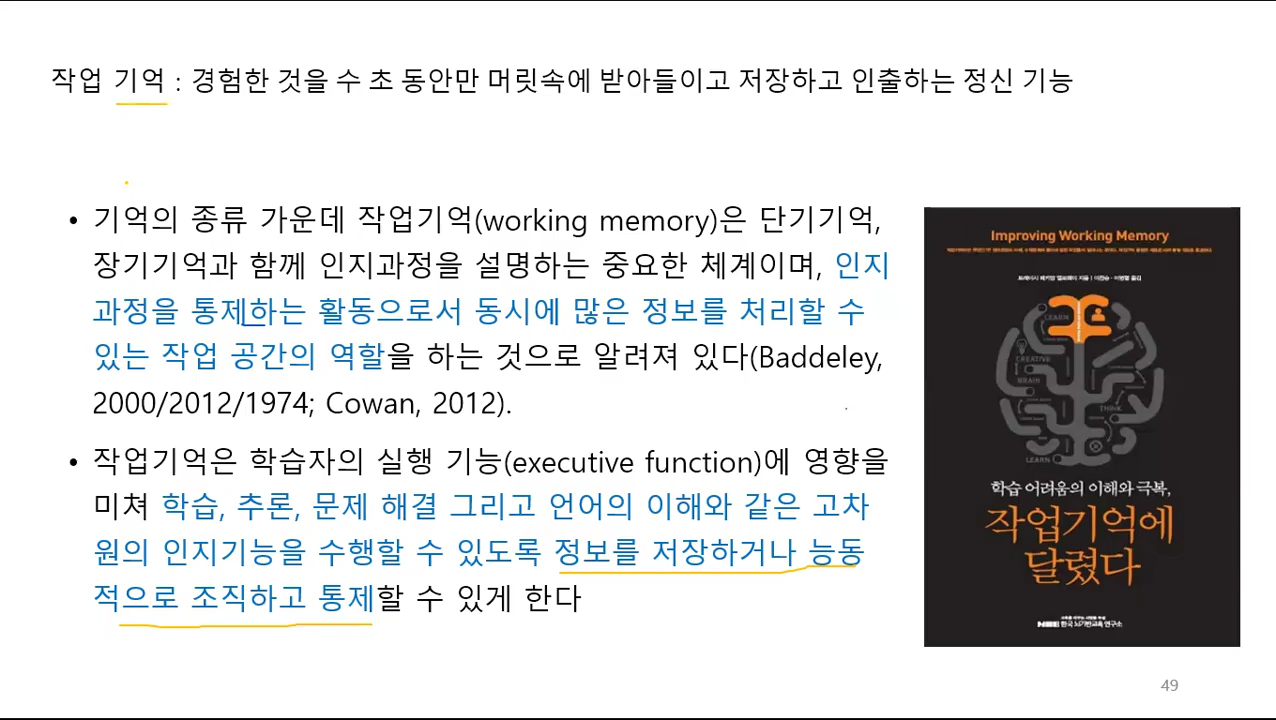 작업 기억 : 경험한 것을 수 초 동안만 머릿속에 받아들이고 저장하고 인출하는 정신 기능
• 기억의 종류 가운데 작업기억(working memory)은 단기기억,
장기기억과 함께 인지과정을 설명하는 중요한 체계이며, 인지
과정을 통제하는 활동으로서 동시에 많은 정보를 처리할 수
있는 작업 공간의 역할을 하는 것으로 알려져 있다(Baddeley,
2000/2012/1974; Cowan, 2012).
• 작업기억은 학습자의 실행 기능(executive function)에 영향을
미쳐 학습, 추론, 문제 해결 그리고 언어의 이해와 같은 고차
원의 인지기능을 수행할 수 있도록 정보를 저장하거나 능동
적으로 조직하고 통제할 수 있게 한다
Improving Working Memory
LEARN
CREATIVE
BRAIN
THINK
LEARN
학습 어려움의 이해와 극복,
작업기억에
달렸다
한국뇌기반교육연구소
49